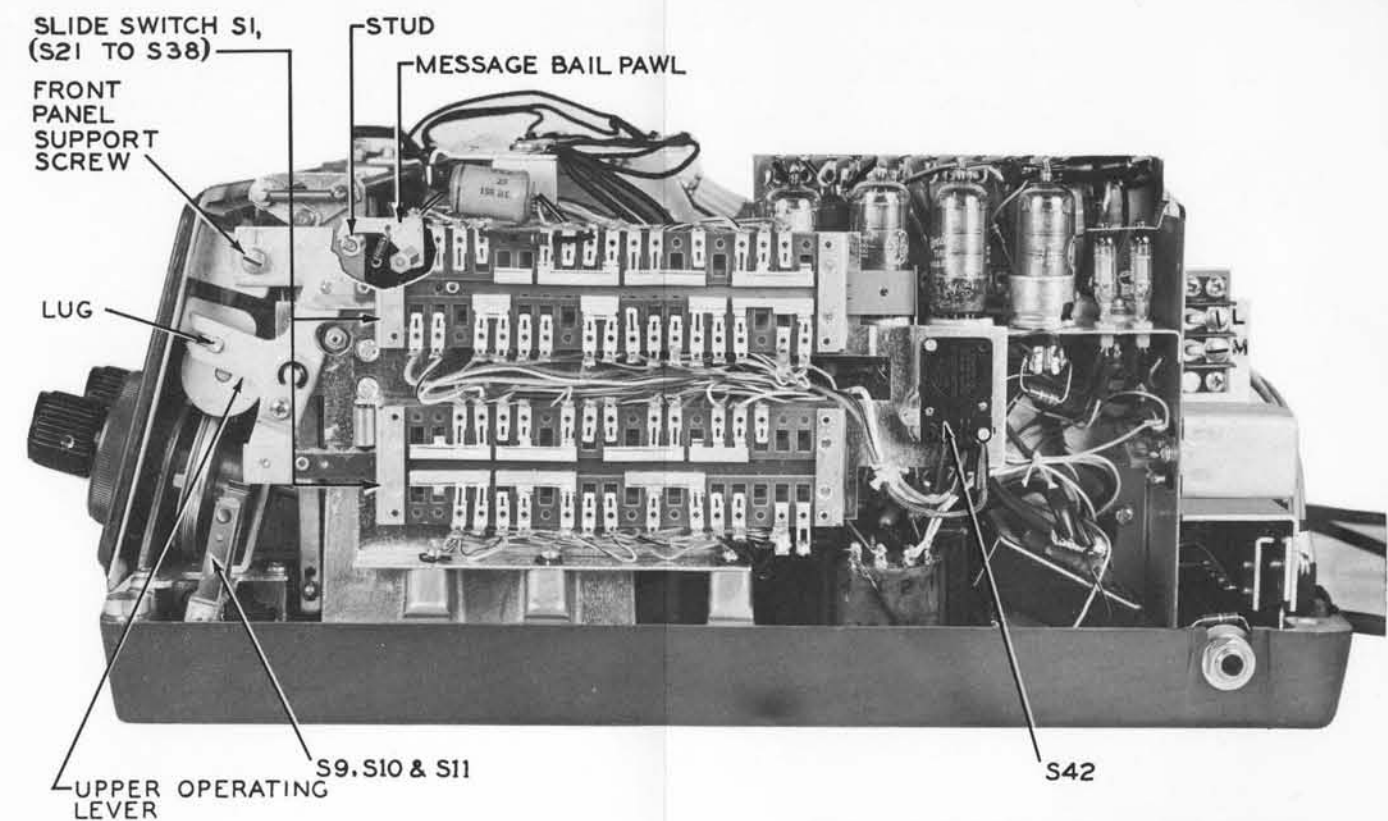 SLIDE SWITCH S1,
(S21 TO S38)
STUD
MESSAGE BAIL PAWL
FRONT
PANEL
SUPPORT
SCREW
LUG
L
M
S9, S10 & S11
UPPER OPERATING
LEVER
S42